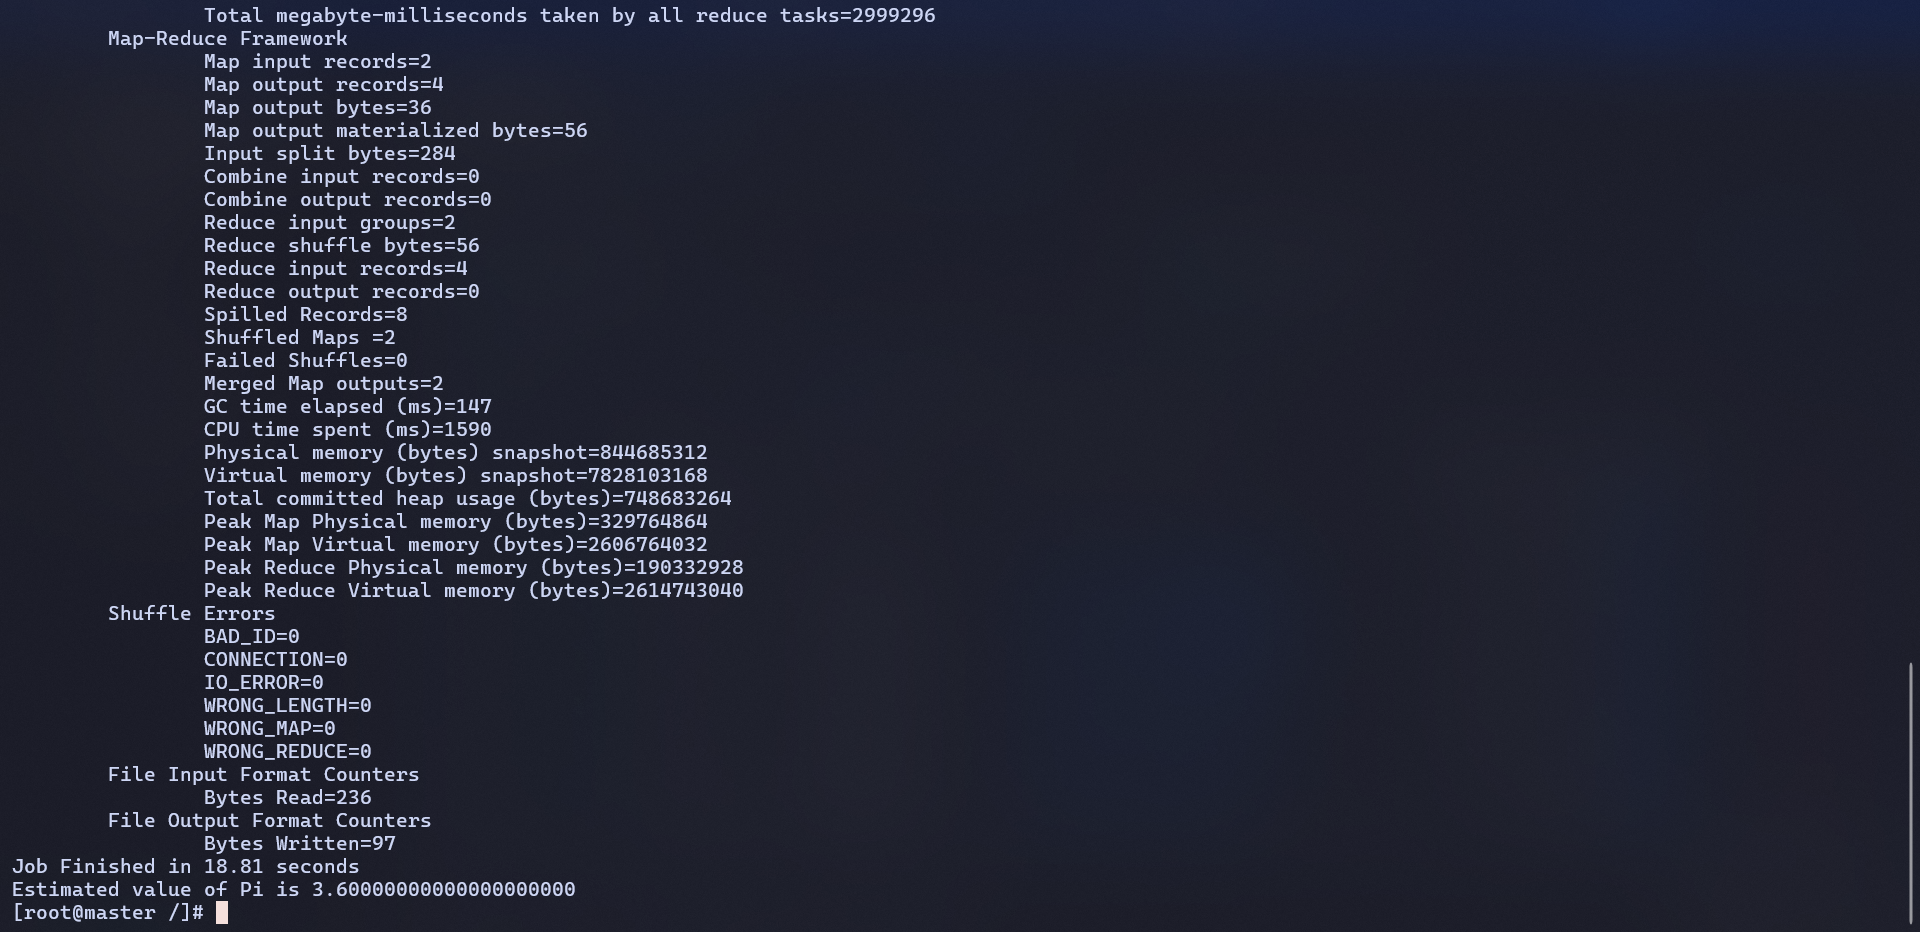 Total megabyte-milliseconds taken by all reduce tasks=2999296
Map-Reduce Framework
Map input records=2
Map output records=4
Map output bytes=36
Map output materialized bytes=56
Input split bytes=284
Combine input records=0
Combine output records=0
Reduce input groups=2
Reduce shuffle bytes=56
Reduce input records=4
Reduce output records=0
Spilled Records=8
Shuffled Maps =2
Failed Shuffles=0
Merged Map outputs=2
GC time elapsed (ms)=147
CPU time spent (ms)=1590
Physical memory (bytes) snapshot=844685312
Virtual memory (bytes) snapshot=7828103168
Total committed heap usage (bytes)=748683264
Peak Map Physical memory (bytes)=329764864
Peak Map Virtual memory (bytes)=2606764032
Peak Reduce Physical memory (bytes)=190332928
Peak Reduce Virtual memory (bytes)=2614743040
Shuffle Errors
BAD_ID=0
CONNECTION=0
IO_ERROR=0
WRONG_LENGTH=0
WRONG_MAP=0
WRONG_REDUCE=0
File Input Format Counters
Bytes Read=236
File Output Format Counters
Bytes Written=97
Job Finished in 18.81 seconds
Estimated value of Pi is 3.60000000000000000000
[root@master /]#